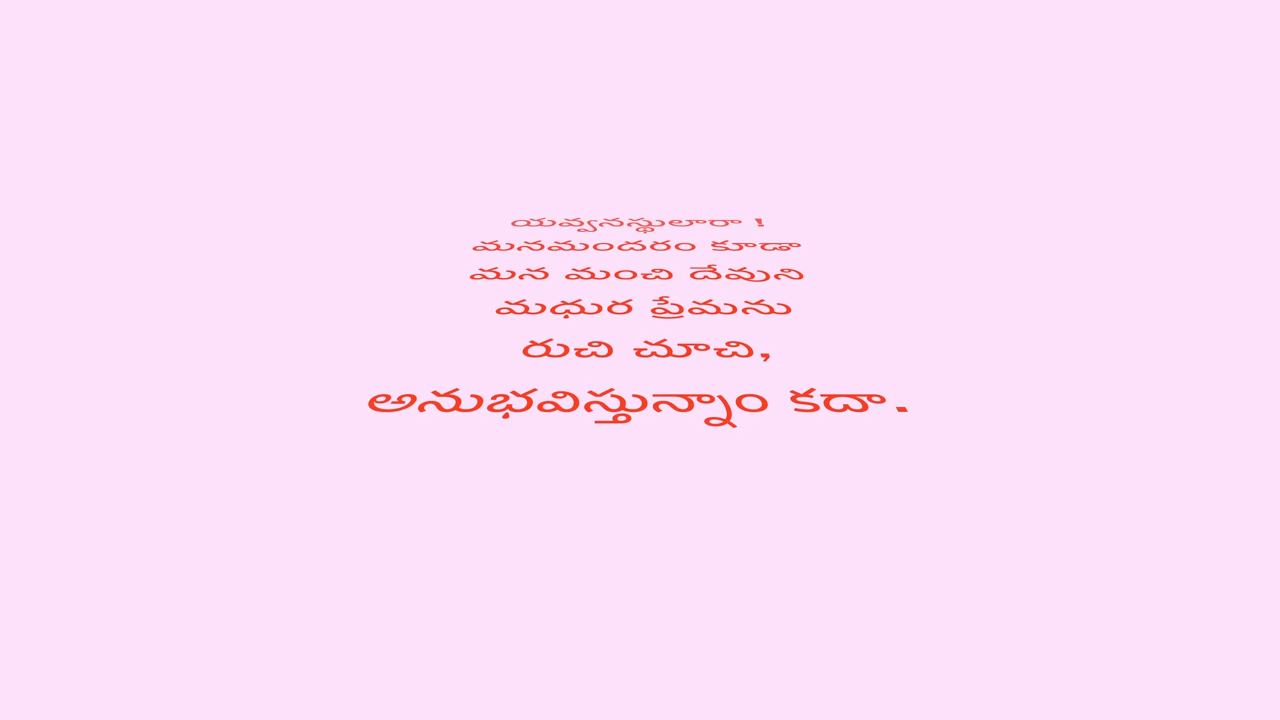 యవ్వనస్థులారా !
మనమందరం కూడా
మన మంచి దేవుని
మధుర ప్రేమను
రుచి చూచి,
అనుభవిస్తున్నాం కదా.